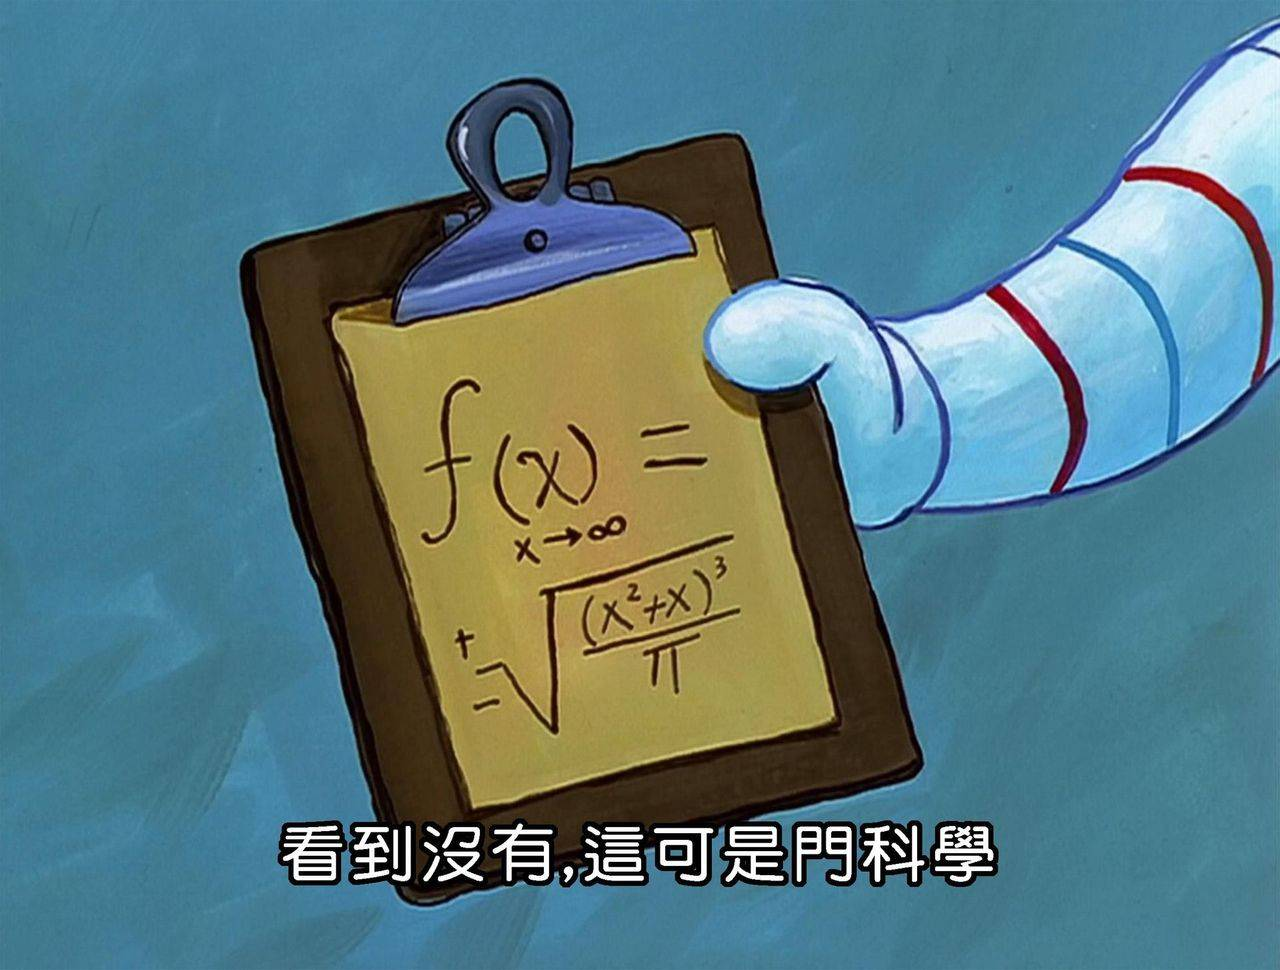 f(x) =
x→∞
±√((x²+x)³/π)
看到沒有,這可是門科學